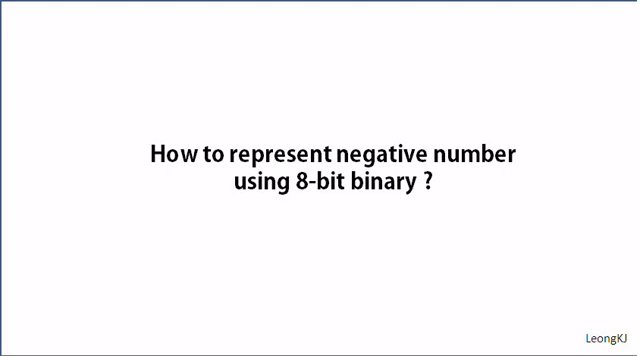 How to represent negative number
using 8-bit binary ?
LeongKJ